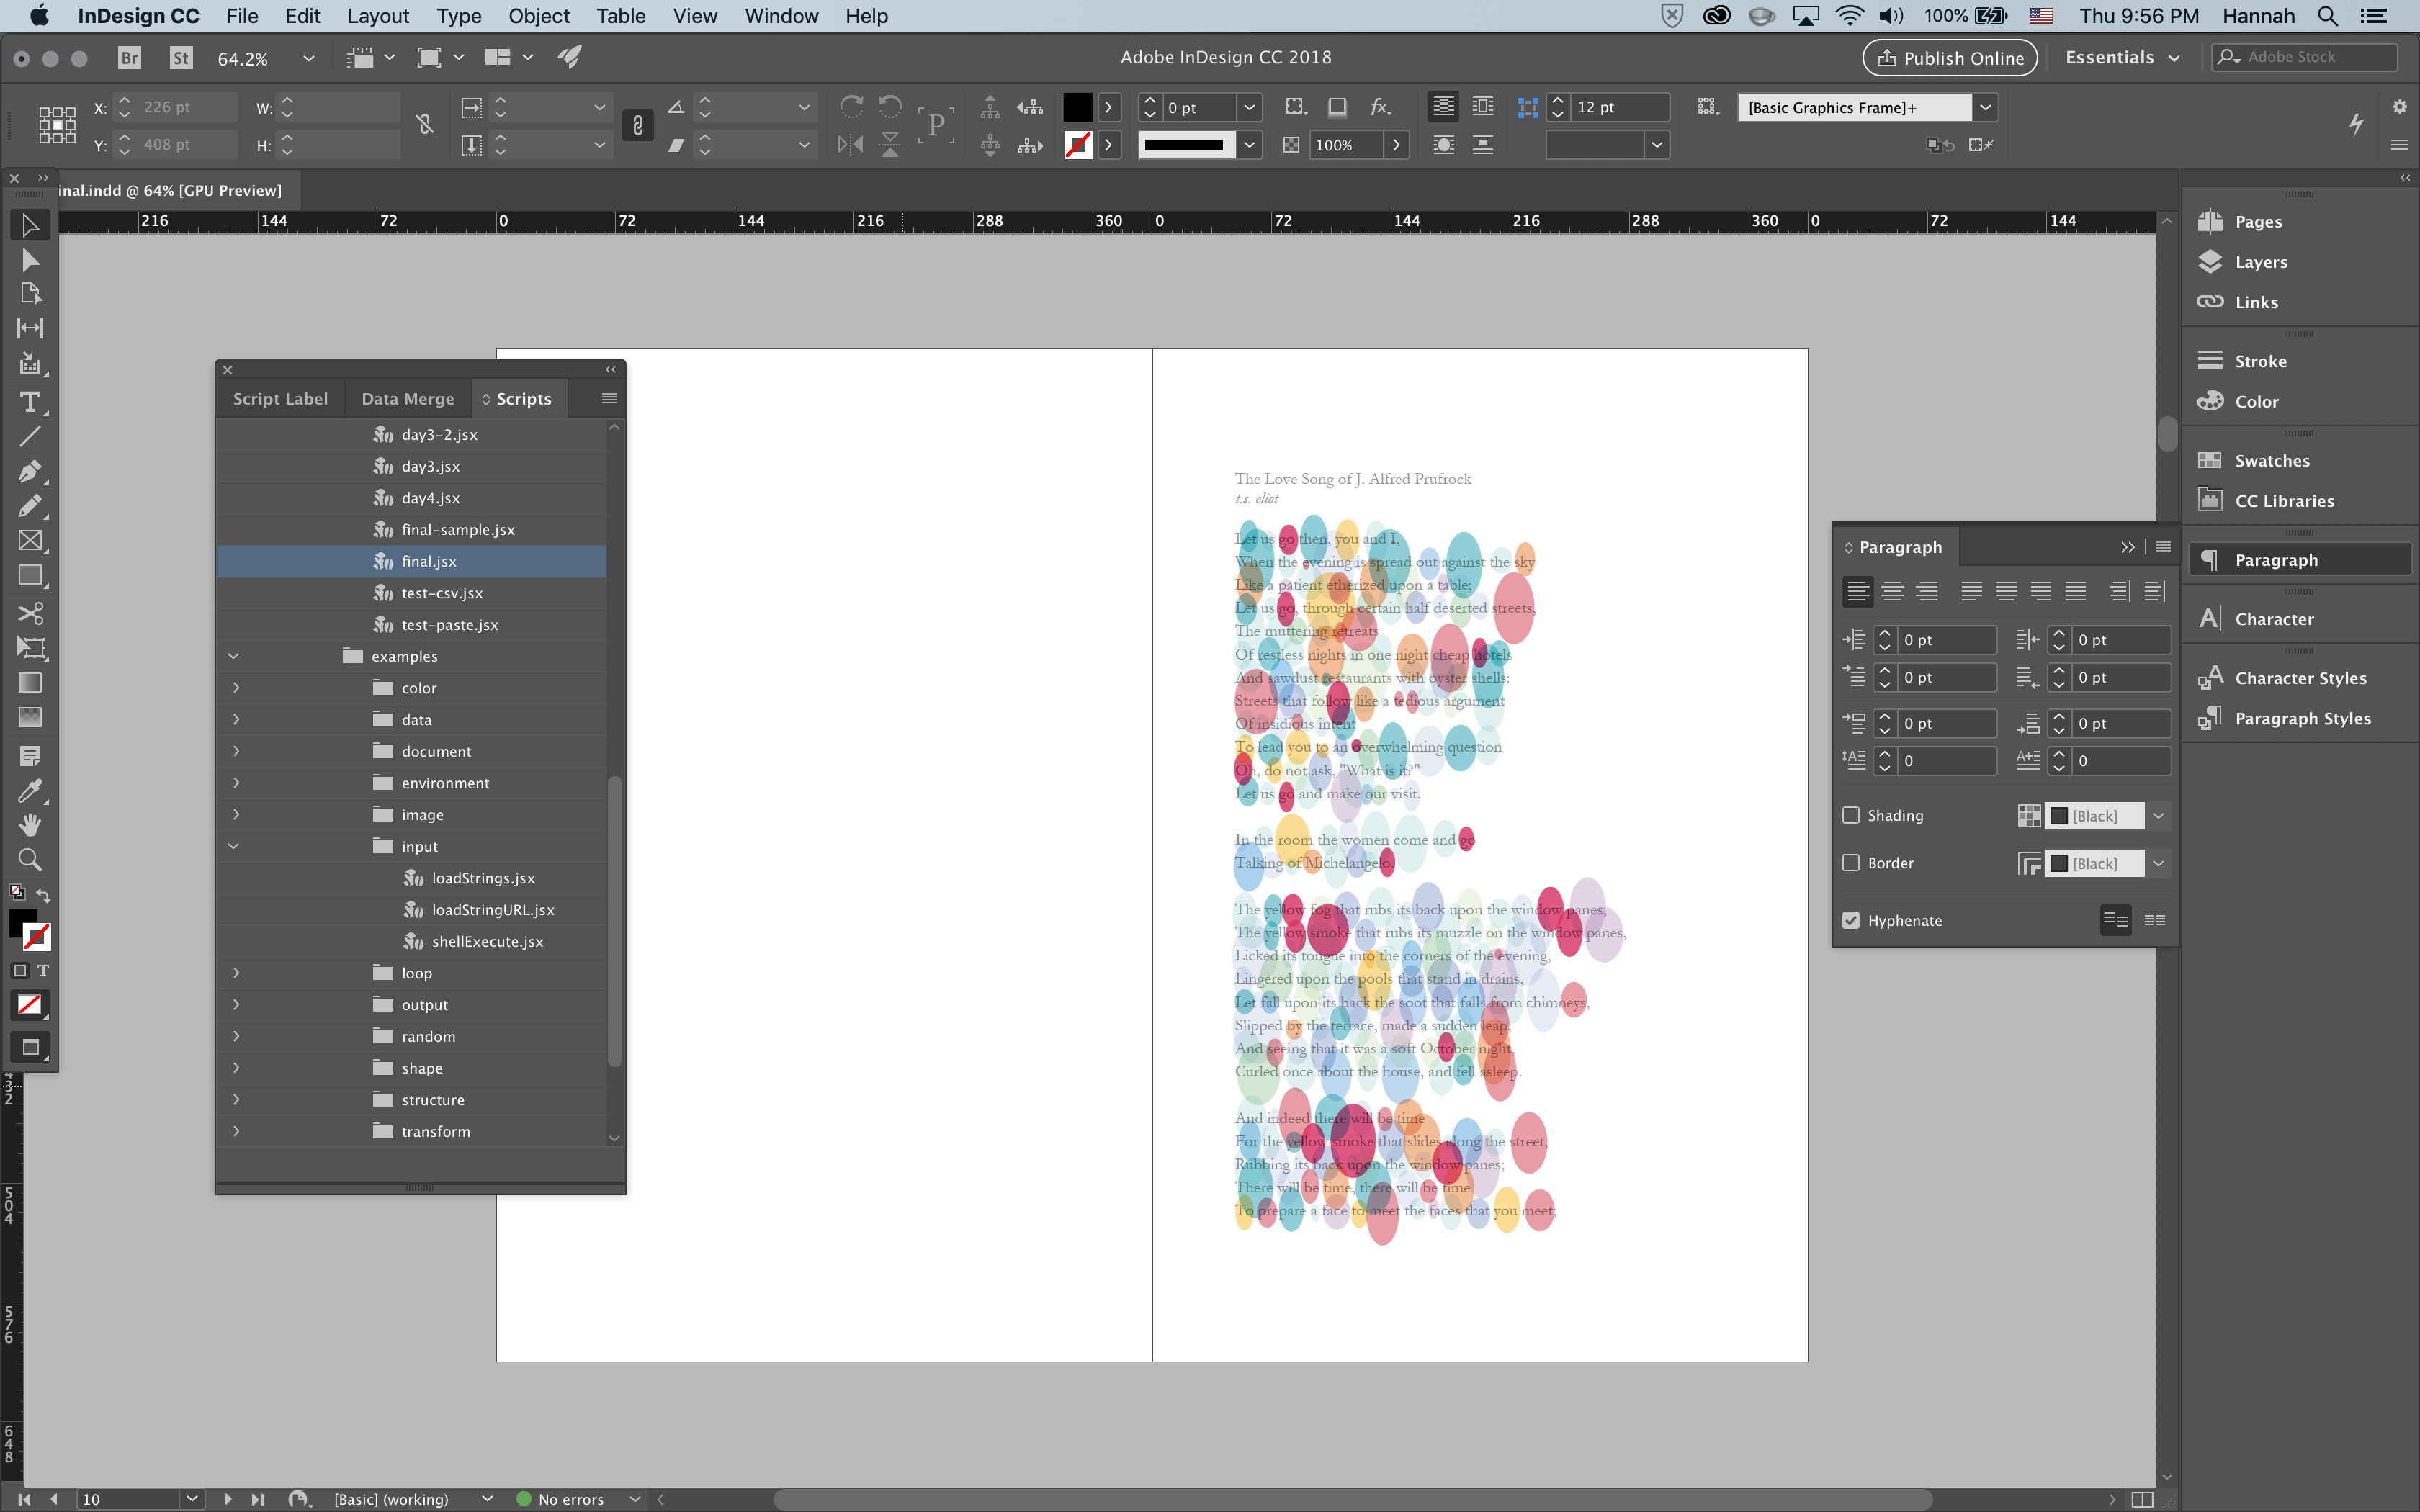 InDesign CC File Edit Layout Type Object Table View Window Help 100% Thu 9:56 PM Hannah
Br St 64.2% Adobe InDesign CC 2018 Publish Online Essentials Adobe Stock
X: 226 pt W: 0 pt fx. 12 pt [Basic Graphics Frame]+
Y: 408 pt H: P 100%
inal.indd @ 64% [GPU Preview]
216 144 72 0 72 144 216 288 360 0 72 144 216 288 360 0 72 144
Script Label Data Merge Scripts
day3-2.jsx
day3.jsx
day4.jsx
final-sample.jsx
final.jsx
test-csv.jsx
test-paste.jsx
examples
color
data
document
environment
image
input
loadStrings.jsx
loadStringURL.jsx
shellExecute.jsx
loop
output
random
shape
structure
transform
The Love Song of J. Alfred Prufrock
t.s. eliot
Let us go then, you and I,
When the evening is spread out against the sky
Like a patient etherized upon a table;
Let us go, through certain half deserted streets,
The muttering retreats
Of restless nights in one night cheap hotels
And sawdust restaurants with oyster shells:
Streets that follow like a tedious argument
Of insidious intent
To lead you to an overwhelming question
Oh, do not ask, "What is it?"
Let us go and make our visit.
In the room the women come and go
Talking of Michelangelo.
The yellow fog that rubs its back upon the window panes,
The yellow smoke that rubs its muzzle on the window panes,
Licked its tongue into the corners of the evening,
Lingered upon the pools that stand in drains,
Let fall upon its back the soot that falls from chimneys,
Slipped by the terrace, made a sudden leap,
And seeing that it was a soft October night,
Curled once about the house, and fell asleep.
And indeed there will be time
For the yellow smoke that slides along the street,
Rubbing its back upon the window panes;
There will be time, there will be time
To prepare a face to meet the faces that you meet;
Paragraph
0 pt 0 pt
0 pt 0 pt
0 pt 0 pt
0 0
Shading [Black]
Border [Black]
Hyphenate
Pages
Layers
Links
Stroke
Color
Swatches
CC Libraries
Paragraph
Character
Character Styles
Paragraph Styles
T
432
504
576
648
10 [Basic] (working) No errors